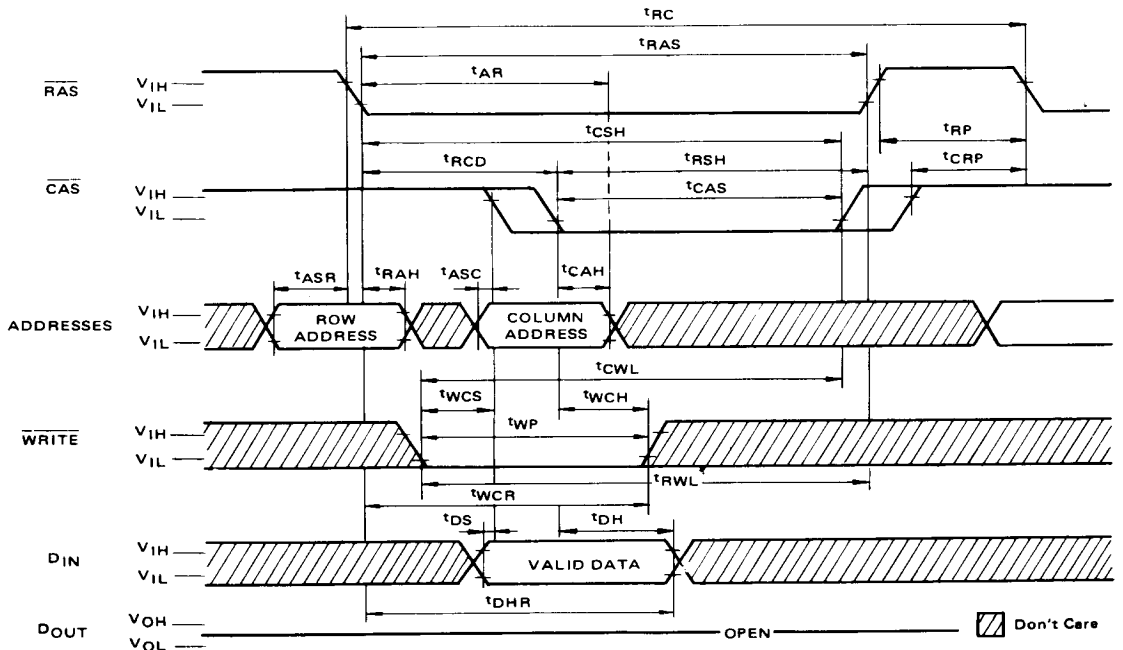 tRC
tRAS
tAR
RAS VIH
VIL
tCSH
tRP
tRCD tRSH tCRP
CAS VIH
VIL
tCAS
tASR tRAH tASC tCAH
ADDRESSES VIH
VIL
ROW ADDRESS
COLUMN ADDRESS
tCWL
tWCS tWCH
WRITE VIH
VIL
tWP
tRWL
tWCR
tDS tDH
DIN VIH
VIL
VALID DATA
tDHR
DOUT VOH
VOL
OPEN
Don't Care